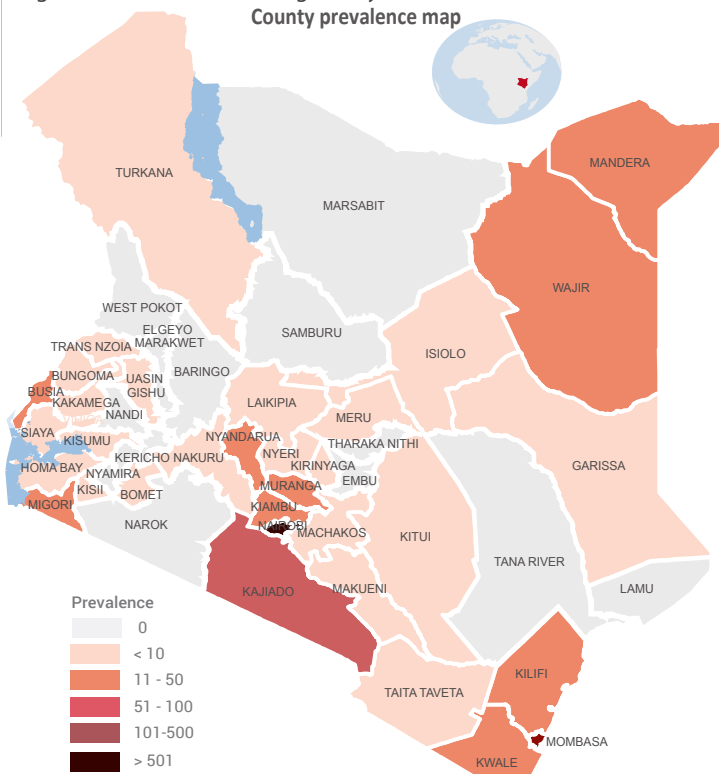 County prevalence map
MANDERA
TURKANA
MARSABIT
WAJIR
WEST POKOT
ELGEYO
MARAKWET
SAMBURU
TRANS NZOIA
ISIOLO
BARINGO
BUNGOMA
UASIN
GISHU
BUSIA
KAKAMEGA
LAIKIPIA
NANDI
MERU
SIAYA
KISUMU
NYANDARUA
THARAKA NITHI
NYERI
KERICHO
NAKURU
GARISSA
HOMA BAY
KIRINYAGA
NYAMIRA
EMBU
KISII
MURANGA
BOMET
MIGORI
KIAMBU
NAROK
NAIROBI
MACHAKOS
KITUI
TANA RIVER
KAJIADO
MAKUENI
LAMU
Prevalence
0
< 10
11 - 50
51 - 100
101-500
> 501
KILIFI
TAITA TAVETA
MOMBASA
KWALE